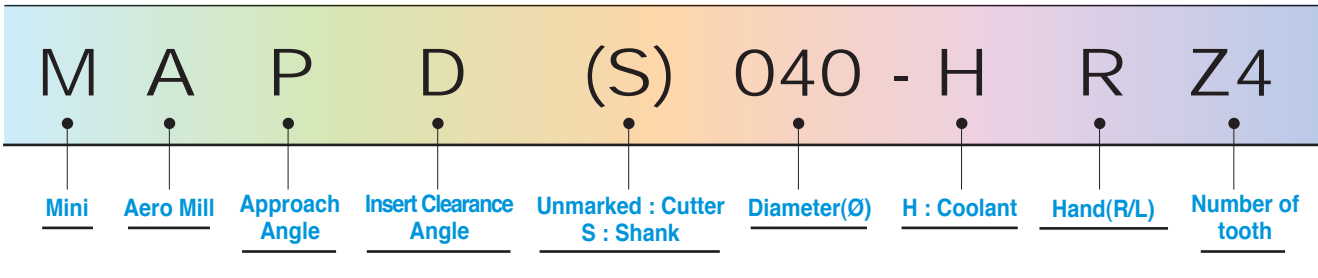 M A P D (S) 040 - H R Z4
Mini
Aero Mill
Approach
Angle
Insert Clearance
Angle
Unmarked : Cutter
S : Shank
Diameter(Ø)
H : Coolant
Hand(R/L)
Number of
tooth